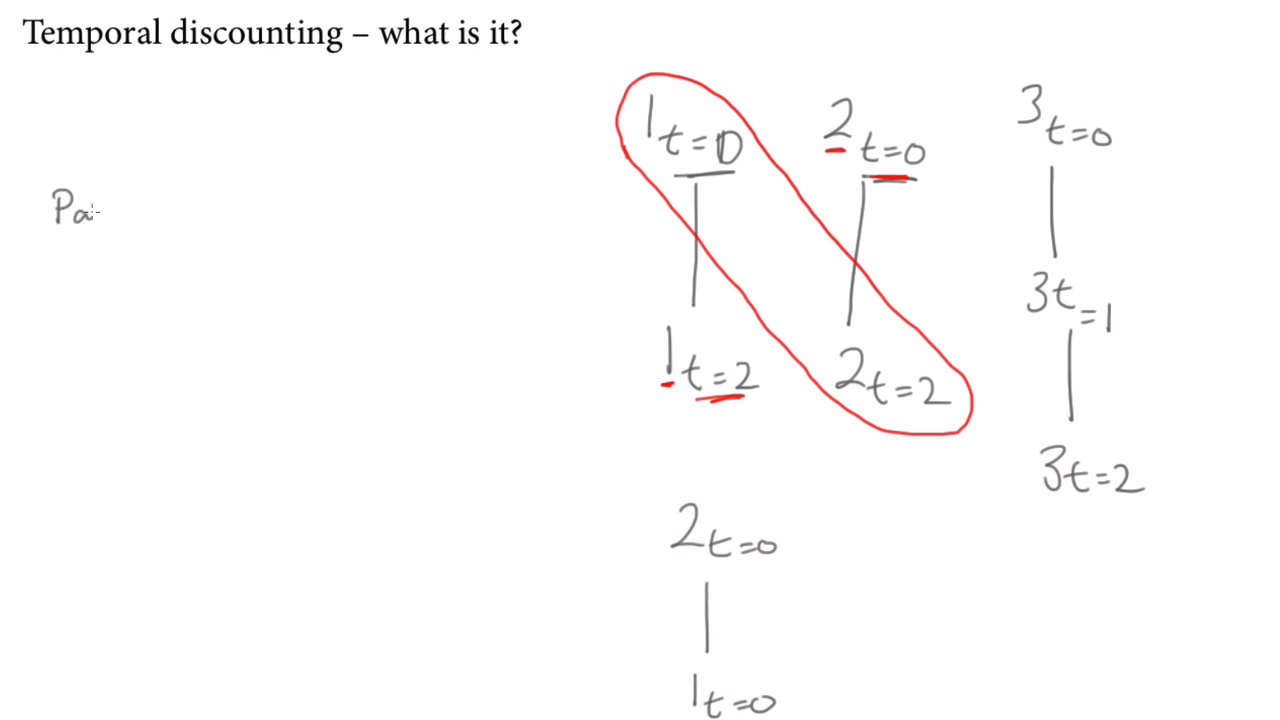 Temporal discounting – what is it?
1t=0 2t=0 3t=0
Pa
3t=1
1t=2 2t=2
3t=2
2t=0
1t=0